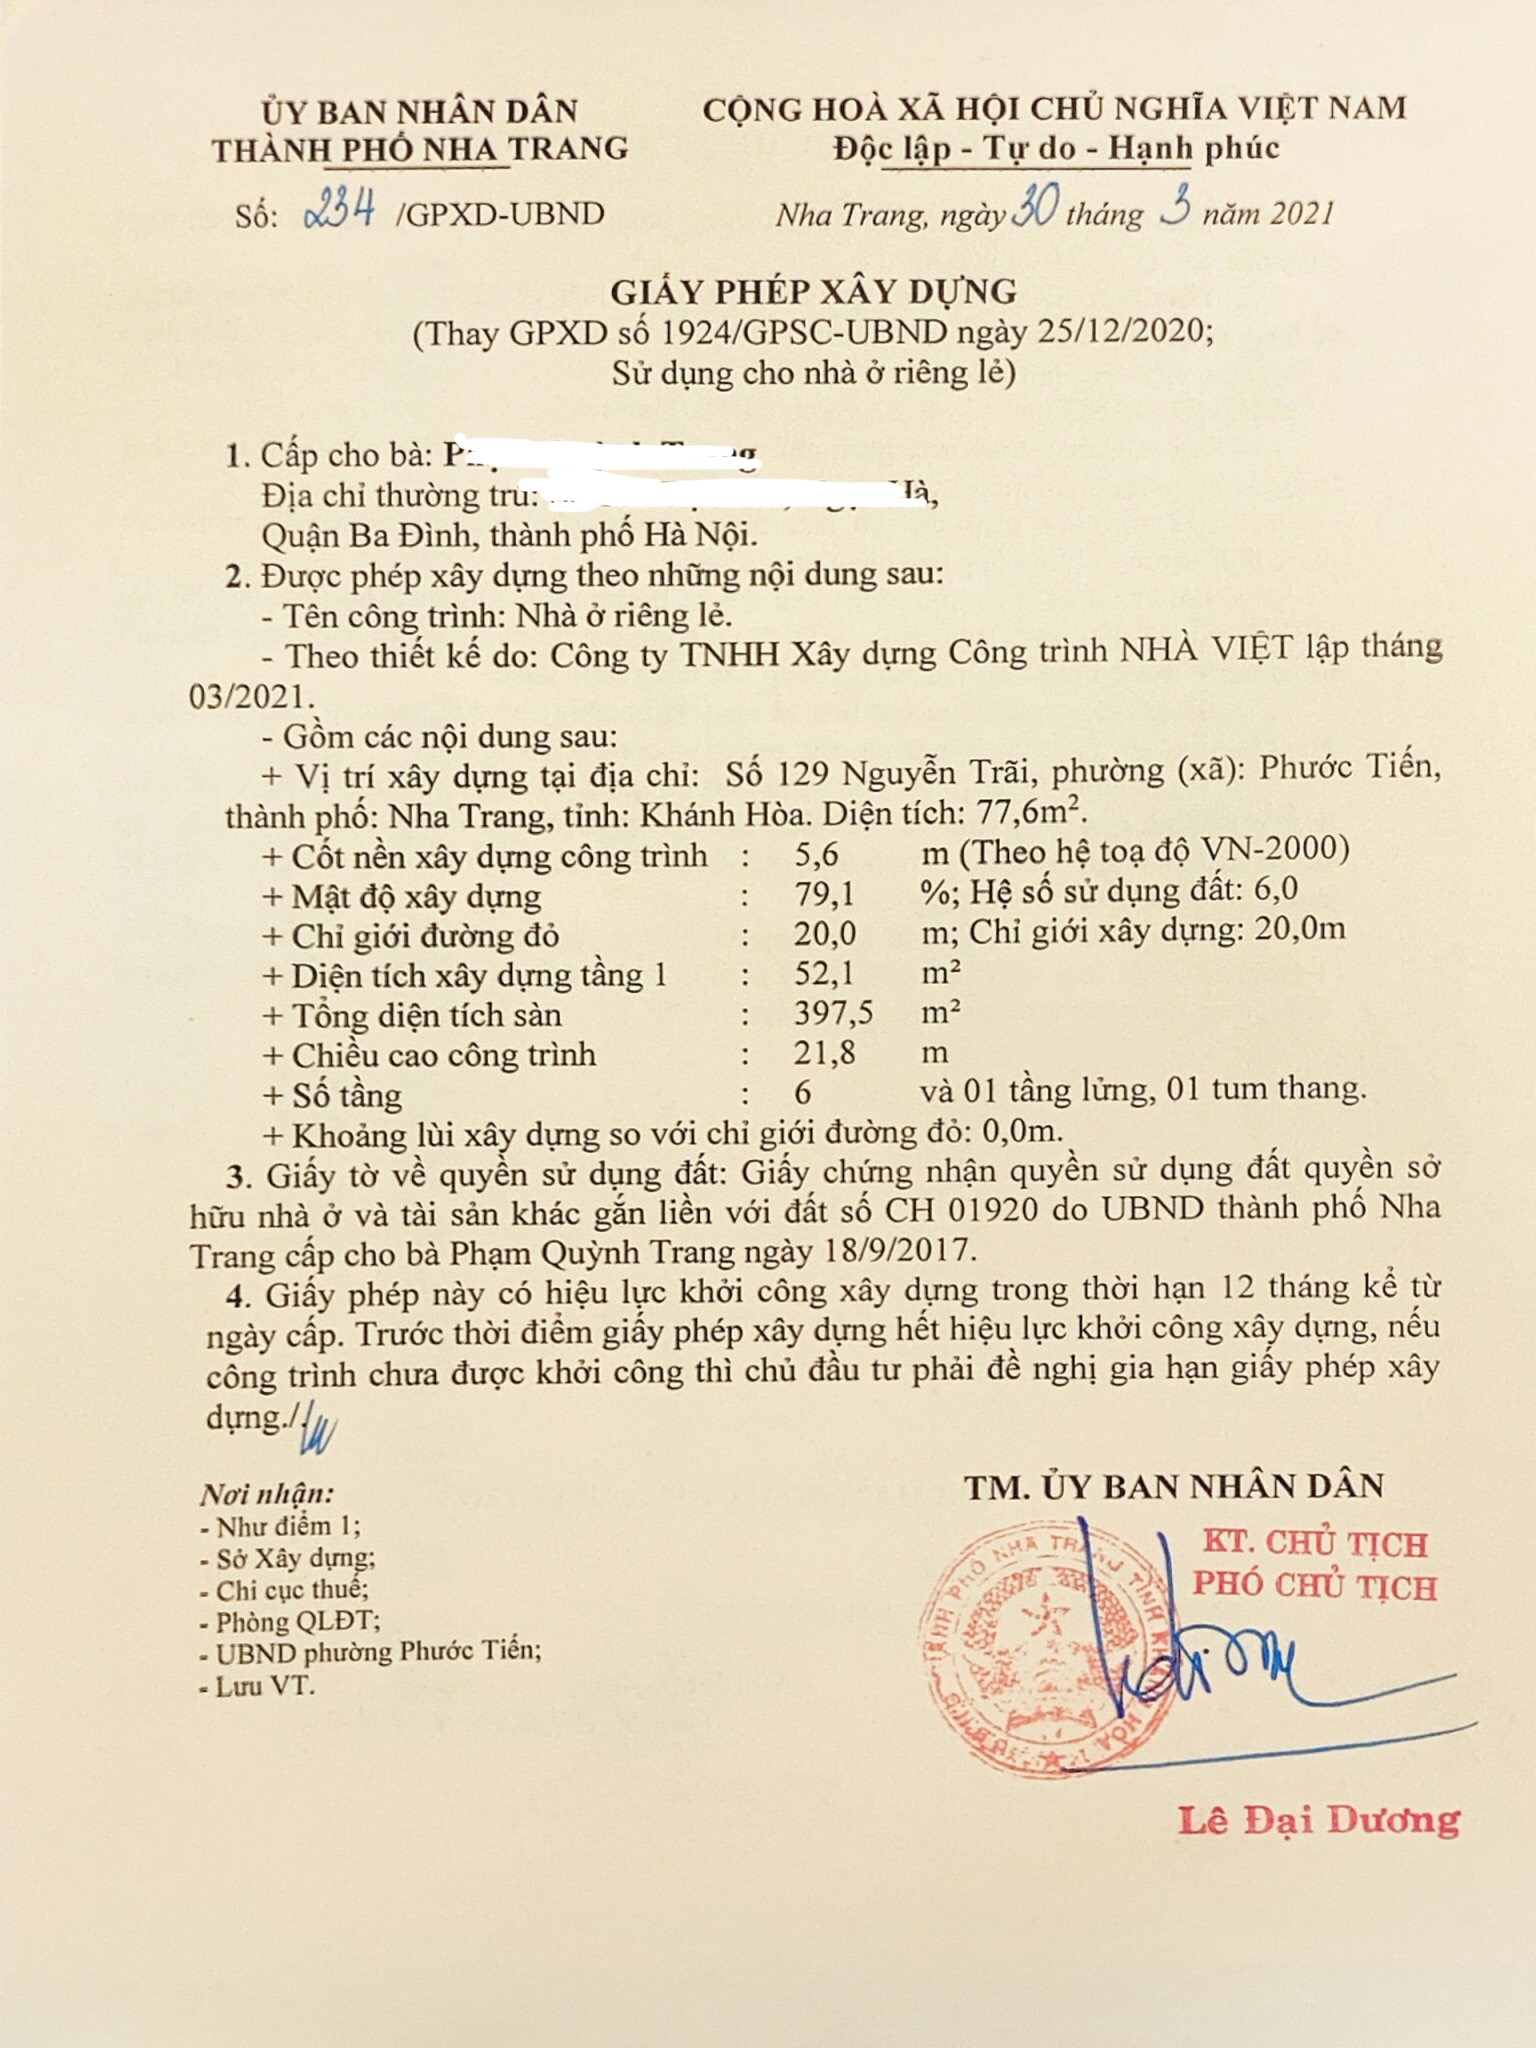 ỦY BAN NHÂN DÂN
THÀNH PHỐ NHA TRANG
Số: 234 /GPXD-UBND
CỘNG HOÀ XÃ HỘI CHỦ NGHĨA VIỆT NAM
Độc lập - Tự do - Hạnh phúc
Nha Trang, ngày 30 tháng 3 năm 2021
GIẤY PHÉP XÂY DỰNG
(Thay GPXD số 1924/GPSC-UBND ngày 25/12/2020;
Sử dụng cho nhà ở riêng lẻ)
1. Cấp cho bà:
Địa chỉ thường trú: Hà,
Quận Ba Đình, thành phố Hà Nội.
2. Được phép xây dựng theo những nội dung sau:
- Tên công trình: Nhà ở riêng lẻ.
- Theo thiết kế do: Công ty TNHH Xây dựng Công trình NHÀ VIỆT lập tháng
03/2021.
- Gồm các nội dung sau:
+ Vị trí xây dựng tại địa chỉ: Số 129 Nguyễn Trãi, phường (xã): Phước Tiến,
thành phố: Nha Trang, tỉnh: Khánh Hòa. Diện tích: 77,6m².
+ Cốt nền xây dựng công trình : 5,6 m (Theo hệ toạ độ VN-2000)
+ Mật độ xây dựng : 79,1 %; Hệ số sử dụng đất: 6,0
+ Chỉ giới đường đỏ : 20,0 m; Chỉ giới xây dựng: 20,0m
+ Diện tích xây dựng tầng 1 : 52,1 m²
+ Tổng diện tích sàn : 397,5 m²
+ Chiều cao công trình : 21,8 m
+ Số tầng : 6 và 01 tầng lửng, 01 tum thang.
+ Khoảng lùi xây dựng so với chỉ giới đường đỏ: 0,0m.
3. Giấy tờ về quyền sử dụng đất: Giấy chứng nhận quyền sử dụng đất quyền sở
hữu nhà ở và tài sản khác gắn liền với đất số CH 01920 do UBND thành phố Nha
Trang cấp cho bà Phạm Quỳnh Trang ngày 18/9/2017.
4. Giấy phép này có hiệu lực khởi công xây dựng trong thời hạn 12 tháng kể từ
ngày cấp. Trước thời điểm giấy phép xây dựng hết hiệu lực khởi công xây dựng, nếu
công trình chưa được khởi công thì chủ đầu tư phải đề nghị gia hạn giấy phép xây
dựng./.
Nơi nhận:
- Như điểm 1;
- Sở Xây dựng;
- Chi cục thuế;
- Phòng QLĐT;
- UBND phường Phước Tiến;
- Lưu VT.
TM. ỦY BAN NHÂN DÂN
KT. CHỦ TỊCH
PHÓ CHỦ TỊCH
THÀNH PHỐ NHA TRANG TỈNH KHÁNH HÒA
Lê Đại Dương